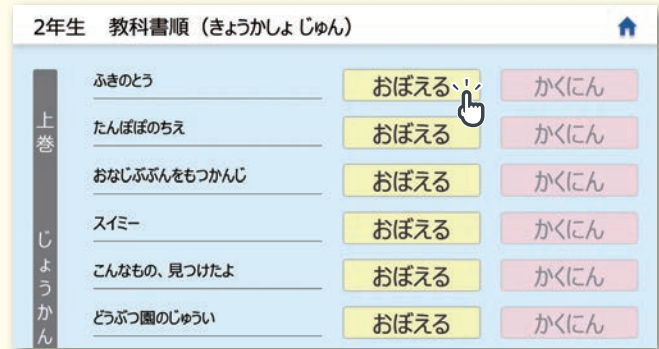 2年生 教科書順（きょうかしょ じゅん）
上巻 じょうかん
ふきのとう おぼえる かくにん
たんぽぽのちえ おぼえる かくにん
おなじぶぶんをもつかんじ おぼえる かくにん
スイミー おぼえる かくにん
こんなもの、見つけたよ おぼえる かくにん
どうぶつ園のじゅうい おぼえる かくにん